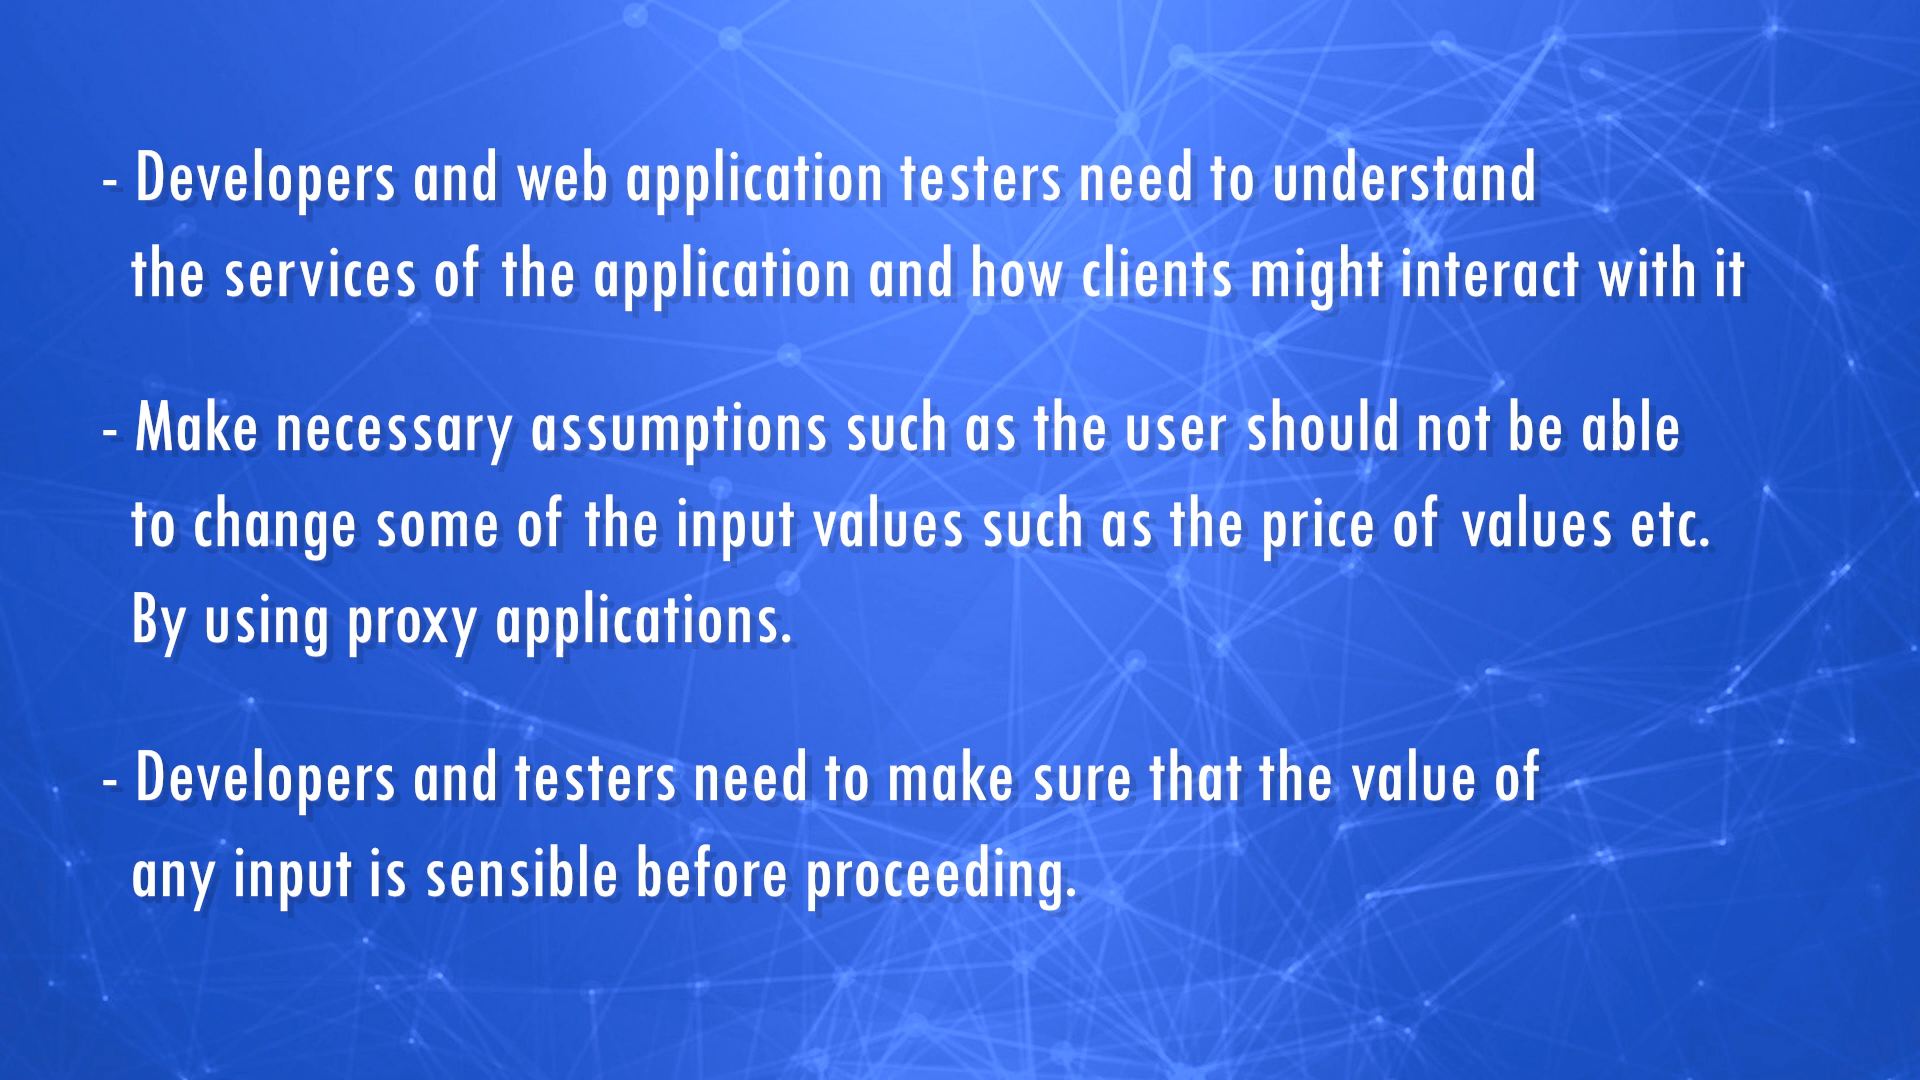 - Developers and web application testers need to understand
the services of the application and how clients might interact with it
- Make necessary assumptions such as the user should not be able
to change some of the input values such as the price of values etc.
By using proxy applications.
- Developers and testers need to make sure that the value of
any input is sensible before proceeding.